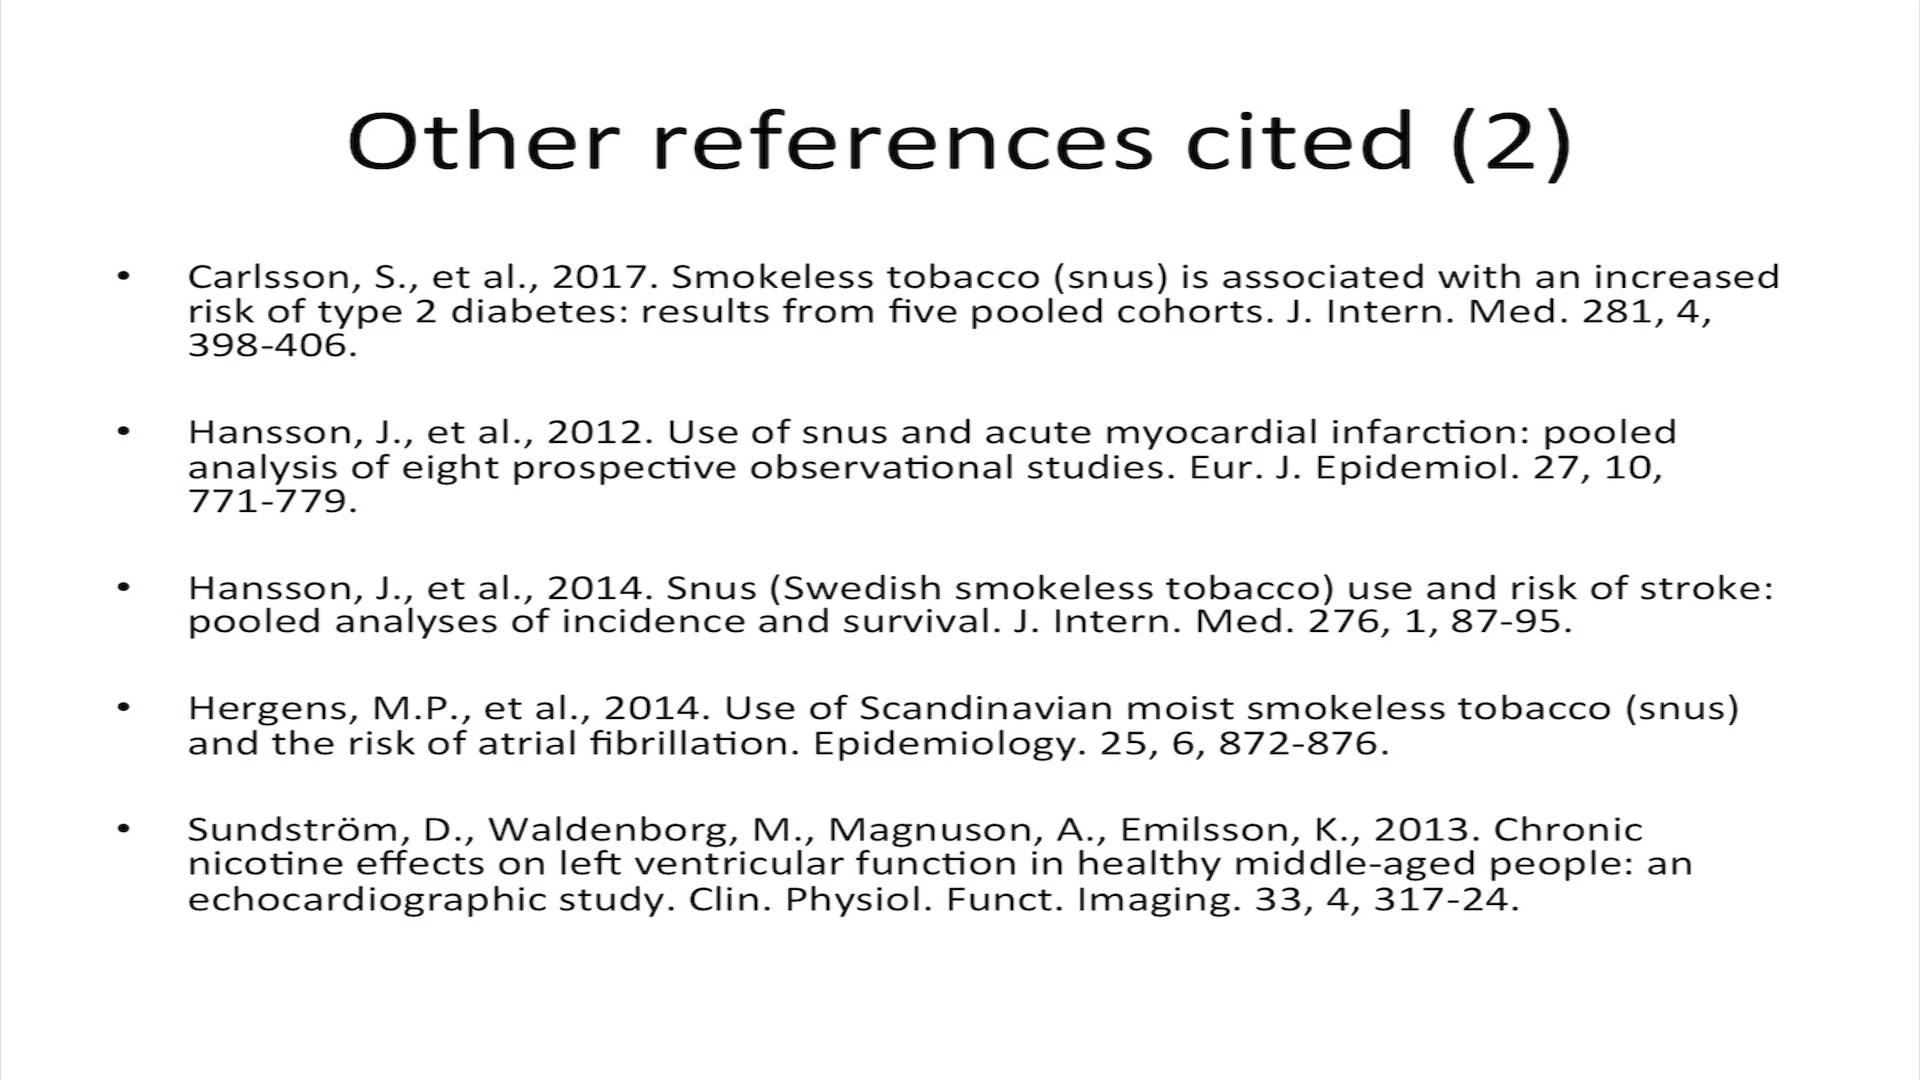 Other references cited (2)
• Carlsson, S., et al., 2017. Smokeless tobacco (snus) is associated with an increased
risk of type 2 diabetes: results from five pooled cohorts. J. Intern. Med. 281, 4,
398-406.
• Hansson, J., et al., 2012. Use of snus and acute myocardial infarction: pooled
analysis of eight prospective observational studies. Eur. J. Epidemiol. 27, 10,
771-779.
• Hansson, J., et al., 2014. Snus (Swedish smokeless tobacco) use and risk of stroke:
pooled analyses of incidence and survival. J. Intern. Med. 276, 1, 87-95.
• Hergens, M.P., et al., 2014. Use of Scandinavian moist smokeless tobacco (snus)
and the risk of atrial fibrillation. Epidemiology. 25, 6, 872-876.
• Sundström, D., Waldenborg, M., Magnuson, A., Emilsson, K., 2013. Chronic
nicotine effects on left ventricular function in healthy middle-aged people: an
echocardiographic study. Clin. Physiol. Funct. Imaging. 33, 4, 317-24.